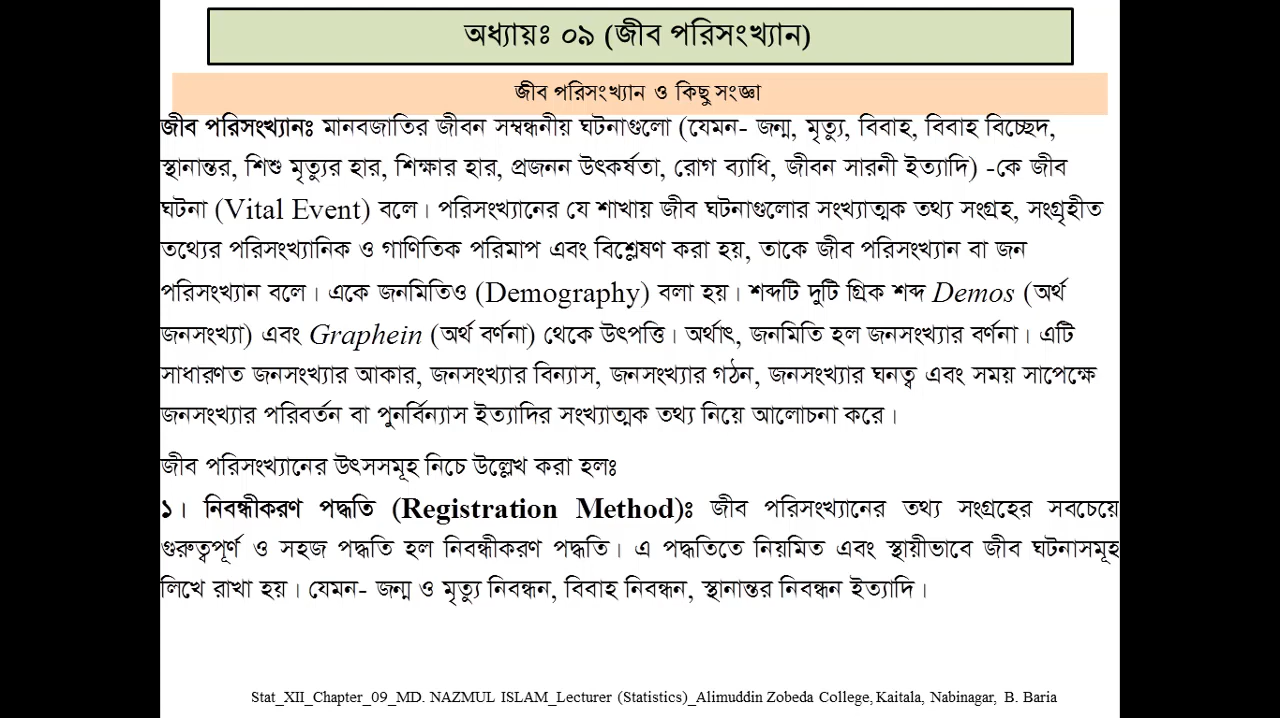 অধ্যায়ঃ ০৯ (জীব পরিসংখ্যান)
জীব পরিসংখ্যান ও কিছু সংজ্ঞা
জীব পরিসংখ্যানঃ মানবজাতির জীবন সম্বন্ধনীয় ঘটনাগুলো (যেমন- জন্ম, মৃত্যু, বিবাহ, বিবাহ বিচ্ছেদ,
স্থানান্তর, শিশু মৃত্যুর হার, শিক্ষার হার, প্রজনন উৎকর্ষতা, রোগ ব্যাধি, জীবন সারনী ইত্যাদি) -কে জীব
ঘটনা (Vital Event) বলে। পরিসংখ্যানের যে শাখায় জীব ঘটনাগুলোর সংখ্যাত্মক তথ্য সংগ্রহ, সংগৃহীত
তথ্যের পরিসংখ্যানিক ও গাণিতিক পরিমাপ এবং বিশ্লেষণ করা হয়, তাকে জীব পরিসংখ্যান বা জন
পরিসংখ্যান বলে। একে জনমিতিও (Demography) বলা হয়। শব্দটি দুটি গ্রিক শব্দ Demos (অর্থ
জনসংখ্যা) এবং Graphein (অর্থ বর্ণনা) থেকে উৎপত্তি। অর্থাৎ, জনমিতি হল জনসংখ্যার বর্ণনা। এটি
সাধারণত জনসংখ্যার আকার, জনসংখ্যার বিন্যাস, জনসংখ্যার গঠন, জনসংখ্যার ঘনত্ব এবং সময় সাপেক্ষে
জনসংখ্যার পরিবর্তন বা পুনর্বিন্যাস ইত্যাদির সংখ্যাত্মক তথ্য নিয়ে আলোচনা করে।
জীব পরিসংখ্যানের উৎসসমূহ নিচে উল্লেখ করা হলঃ
১। নিবন্ধীকরণ পদ্ধতি (Registration Method)ঃ জীব পরিসংখ্যানের তথ্য সংগ্রহের সবচেয়ে
গুরুত্বপূর্ণ ও সহজ পদ্ধতি হল নিবন্ধীকরণ পদ্ধতি। এ পদ্ধতিতে নিয়মিত এবং স্থায়ীভাবে জীব ঘটনাসমূহ
লিখে রাখা হয়। যেমন- জন্ম ও মৃত্যু নিবন্ধন, বিবাহ নিবন্ধন, স্থানান্তর নিবন্ধন ইত্যাদি।
Stat_XII_Chapter_09_MD. NAZMUL ISLAM_Lecturer (Statistics)_Alimuddin Zobeda College, Kaitala, Nabinagar, B. Baria